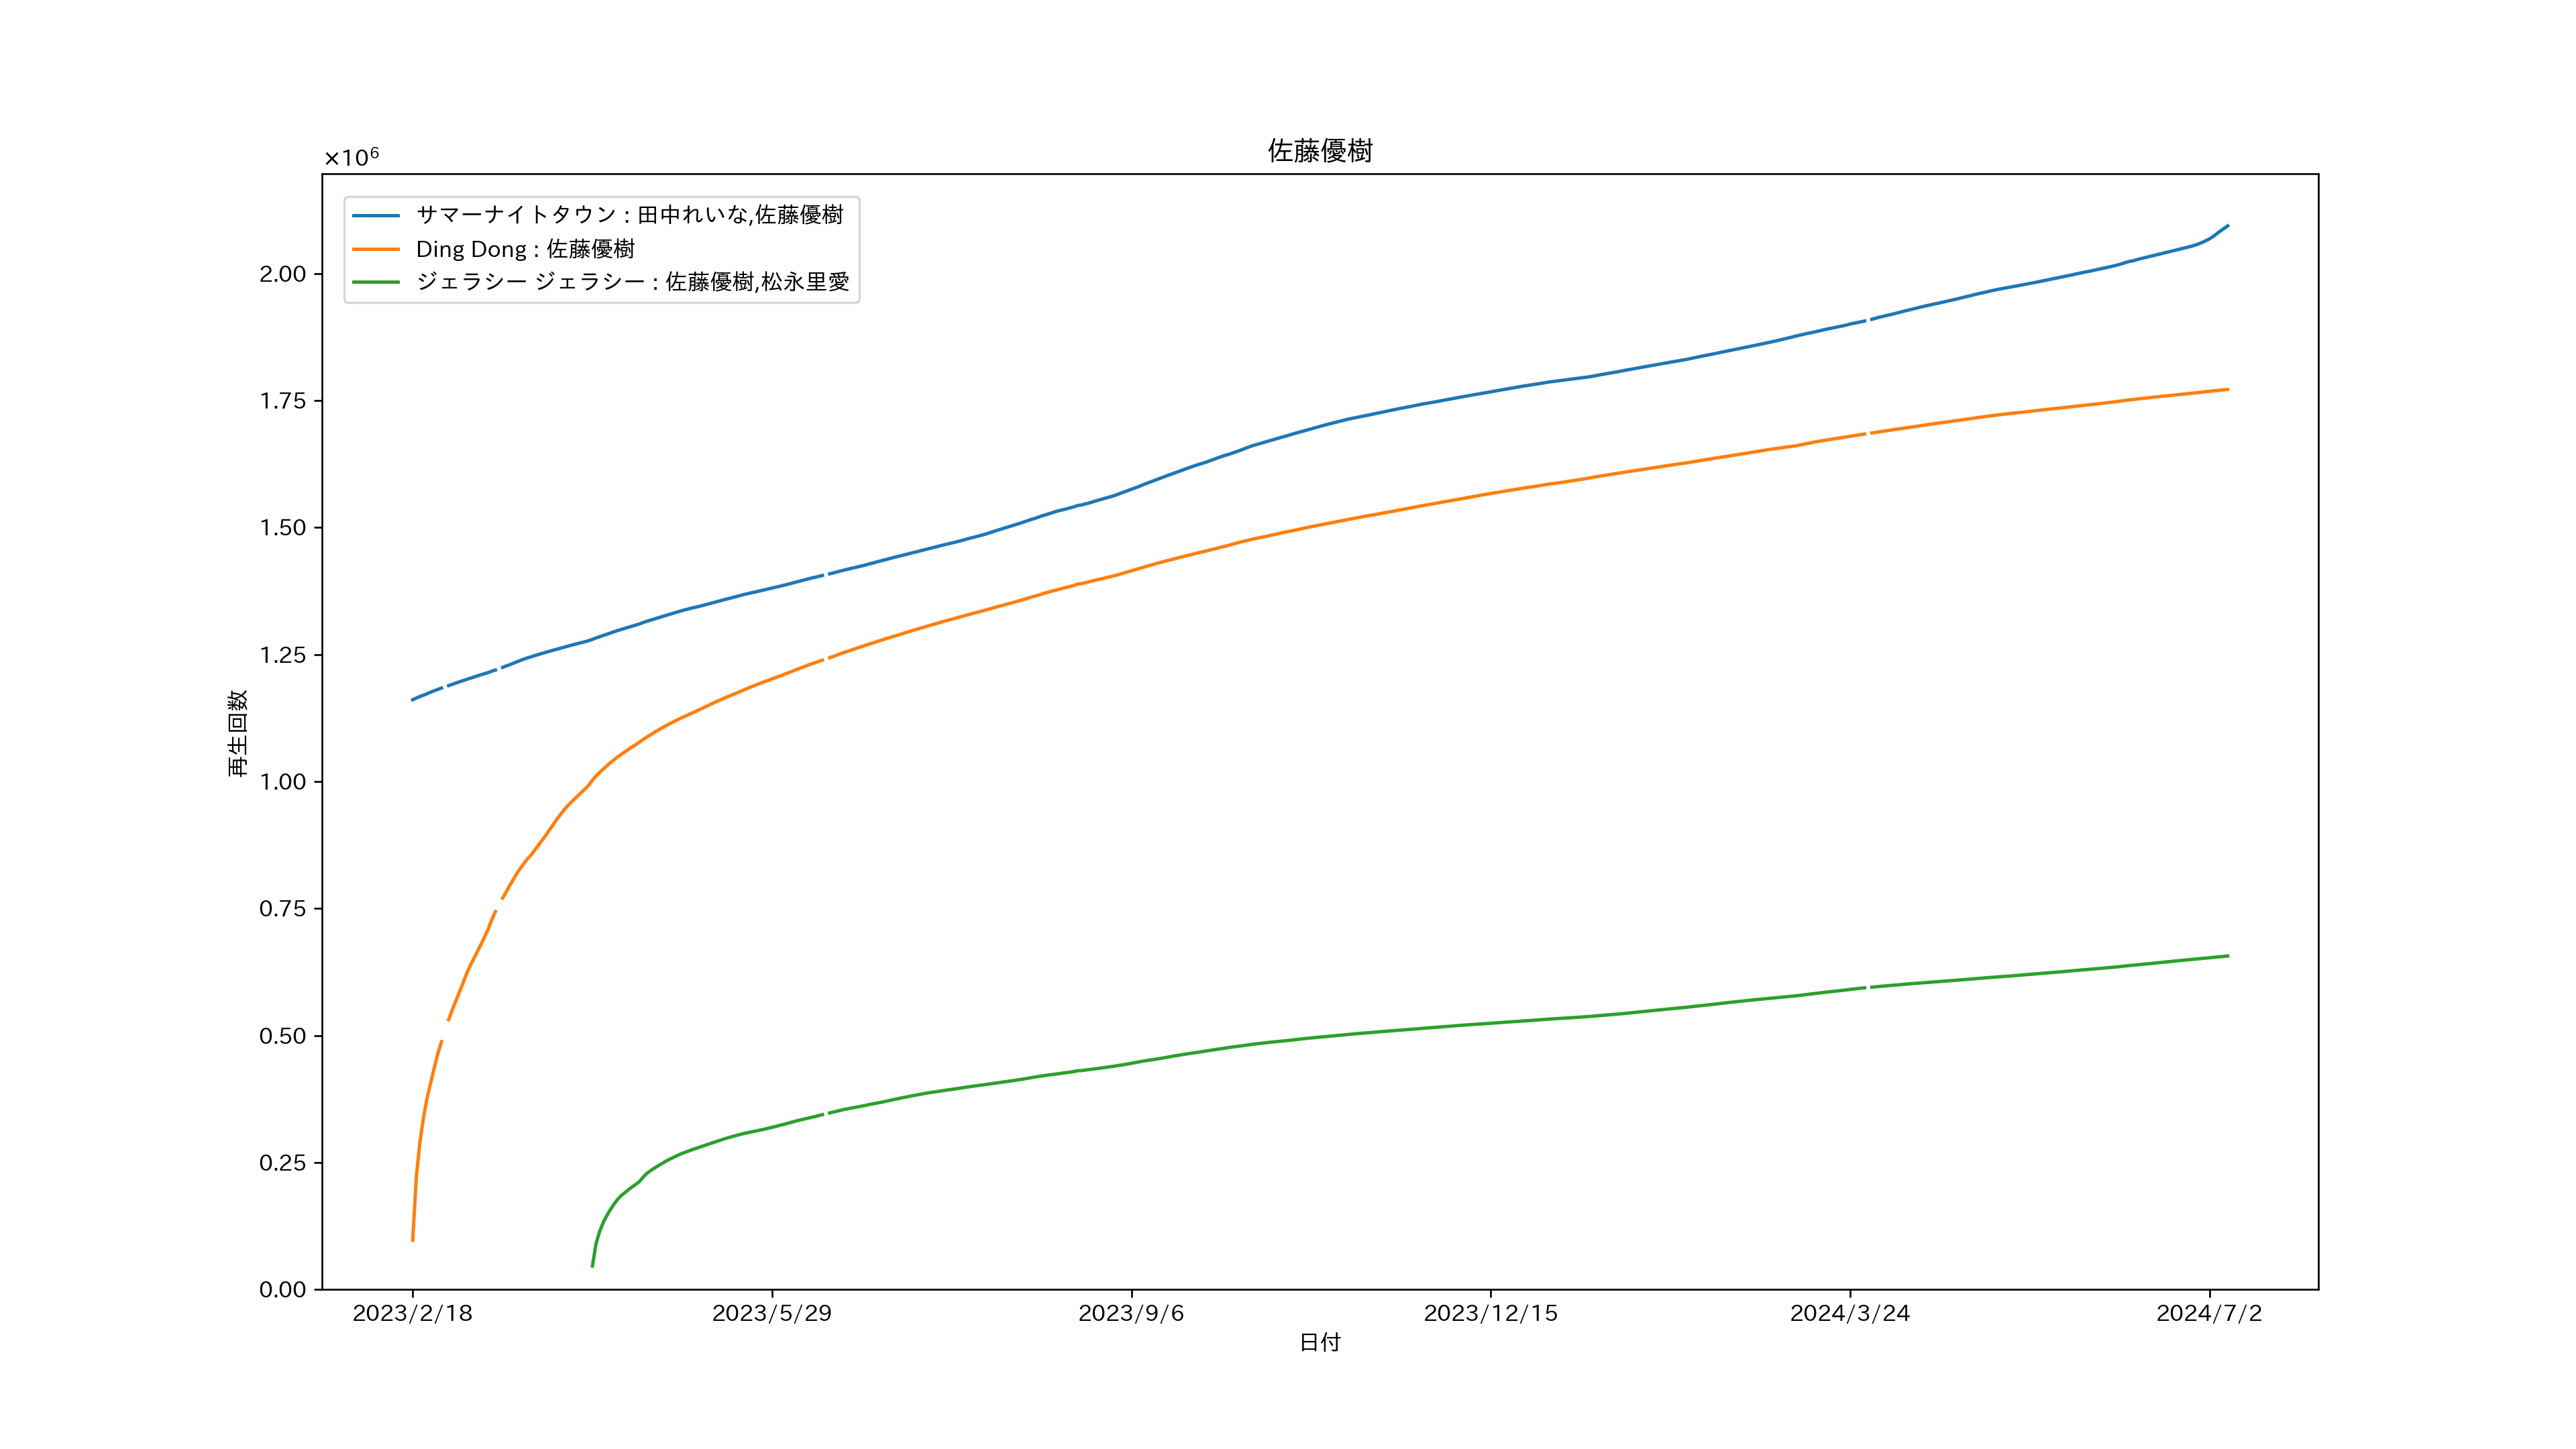 佐藤優樹
×10⁶
サマーナイトタウン : 田中れいな,佐藤優樹
Ding Dong : 佐藤優樹
ジェラシー ジェラシー : 佐藤優樹,松永里愛
2.00
1.75
1.50
1.25
1.00
0.75
0.50
0.25
0.00
再生回数
2023/2/18
2023/5/29
2023/9/6
2023/12/15
2024/3/24
2024/7/2
日付